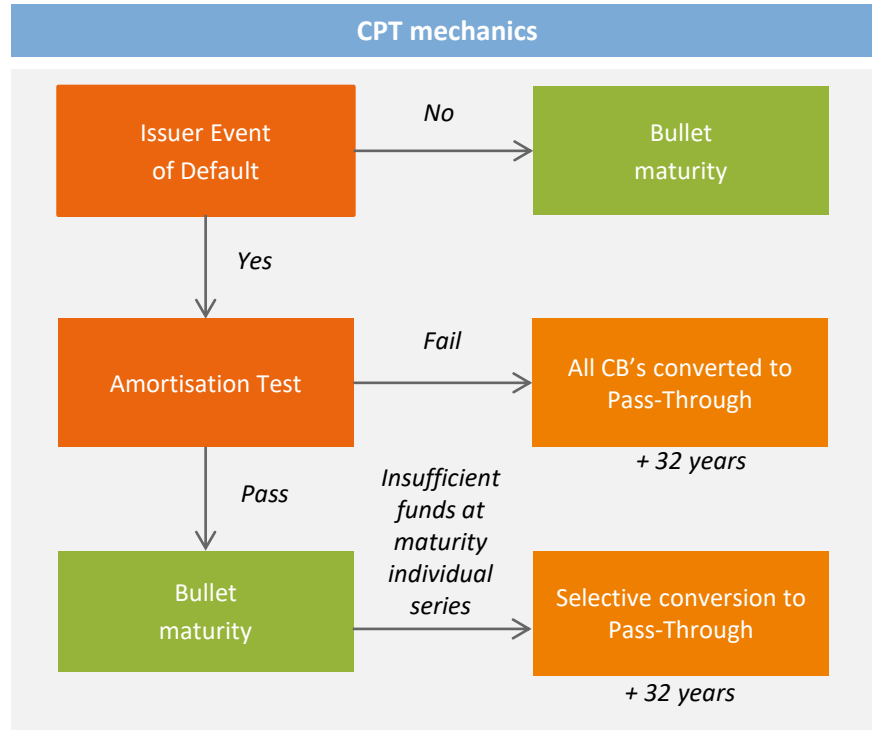 CPT mechanics
Issuer Event
of Default
No
Bullet
maturity
Yes
Amortisation Test
Fail
All CB's converted to
Pass-Through
+ 32 years
Pass
Insufficient
funds at
maturity
individual
series
Bullet
maturity
Selective conversion to
Pass-Through
+ 32 years